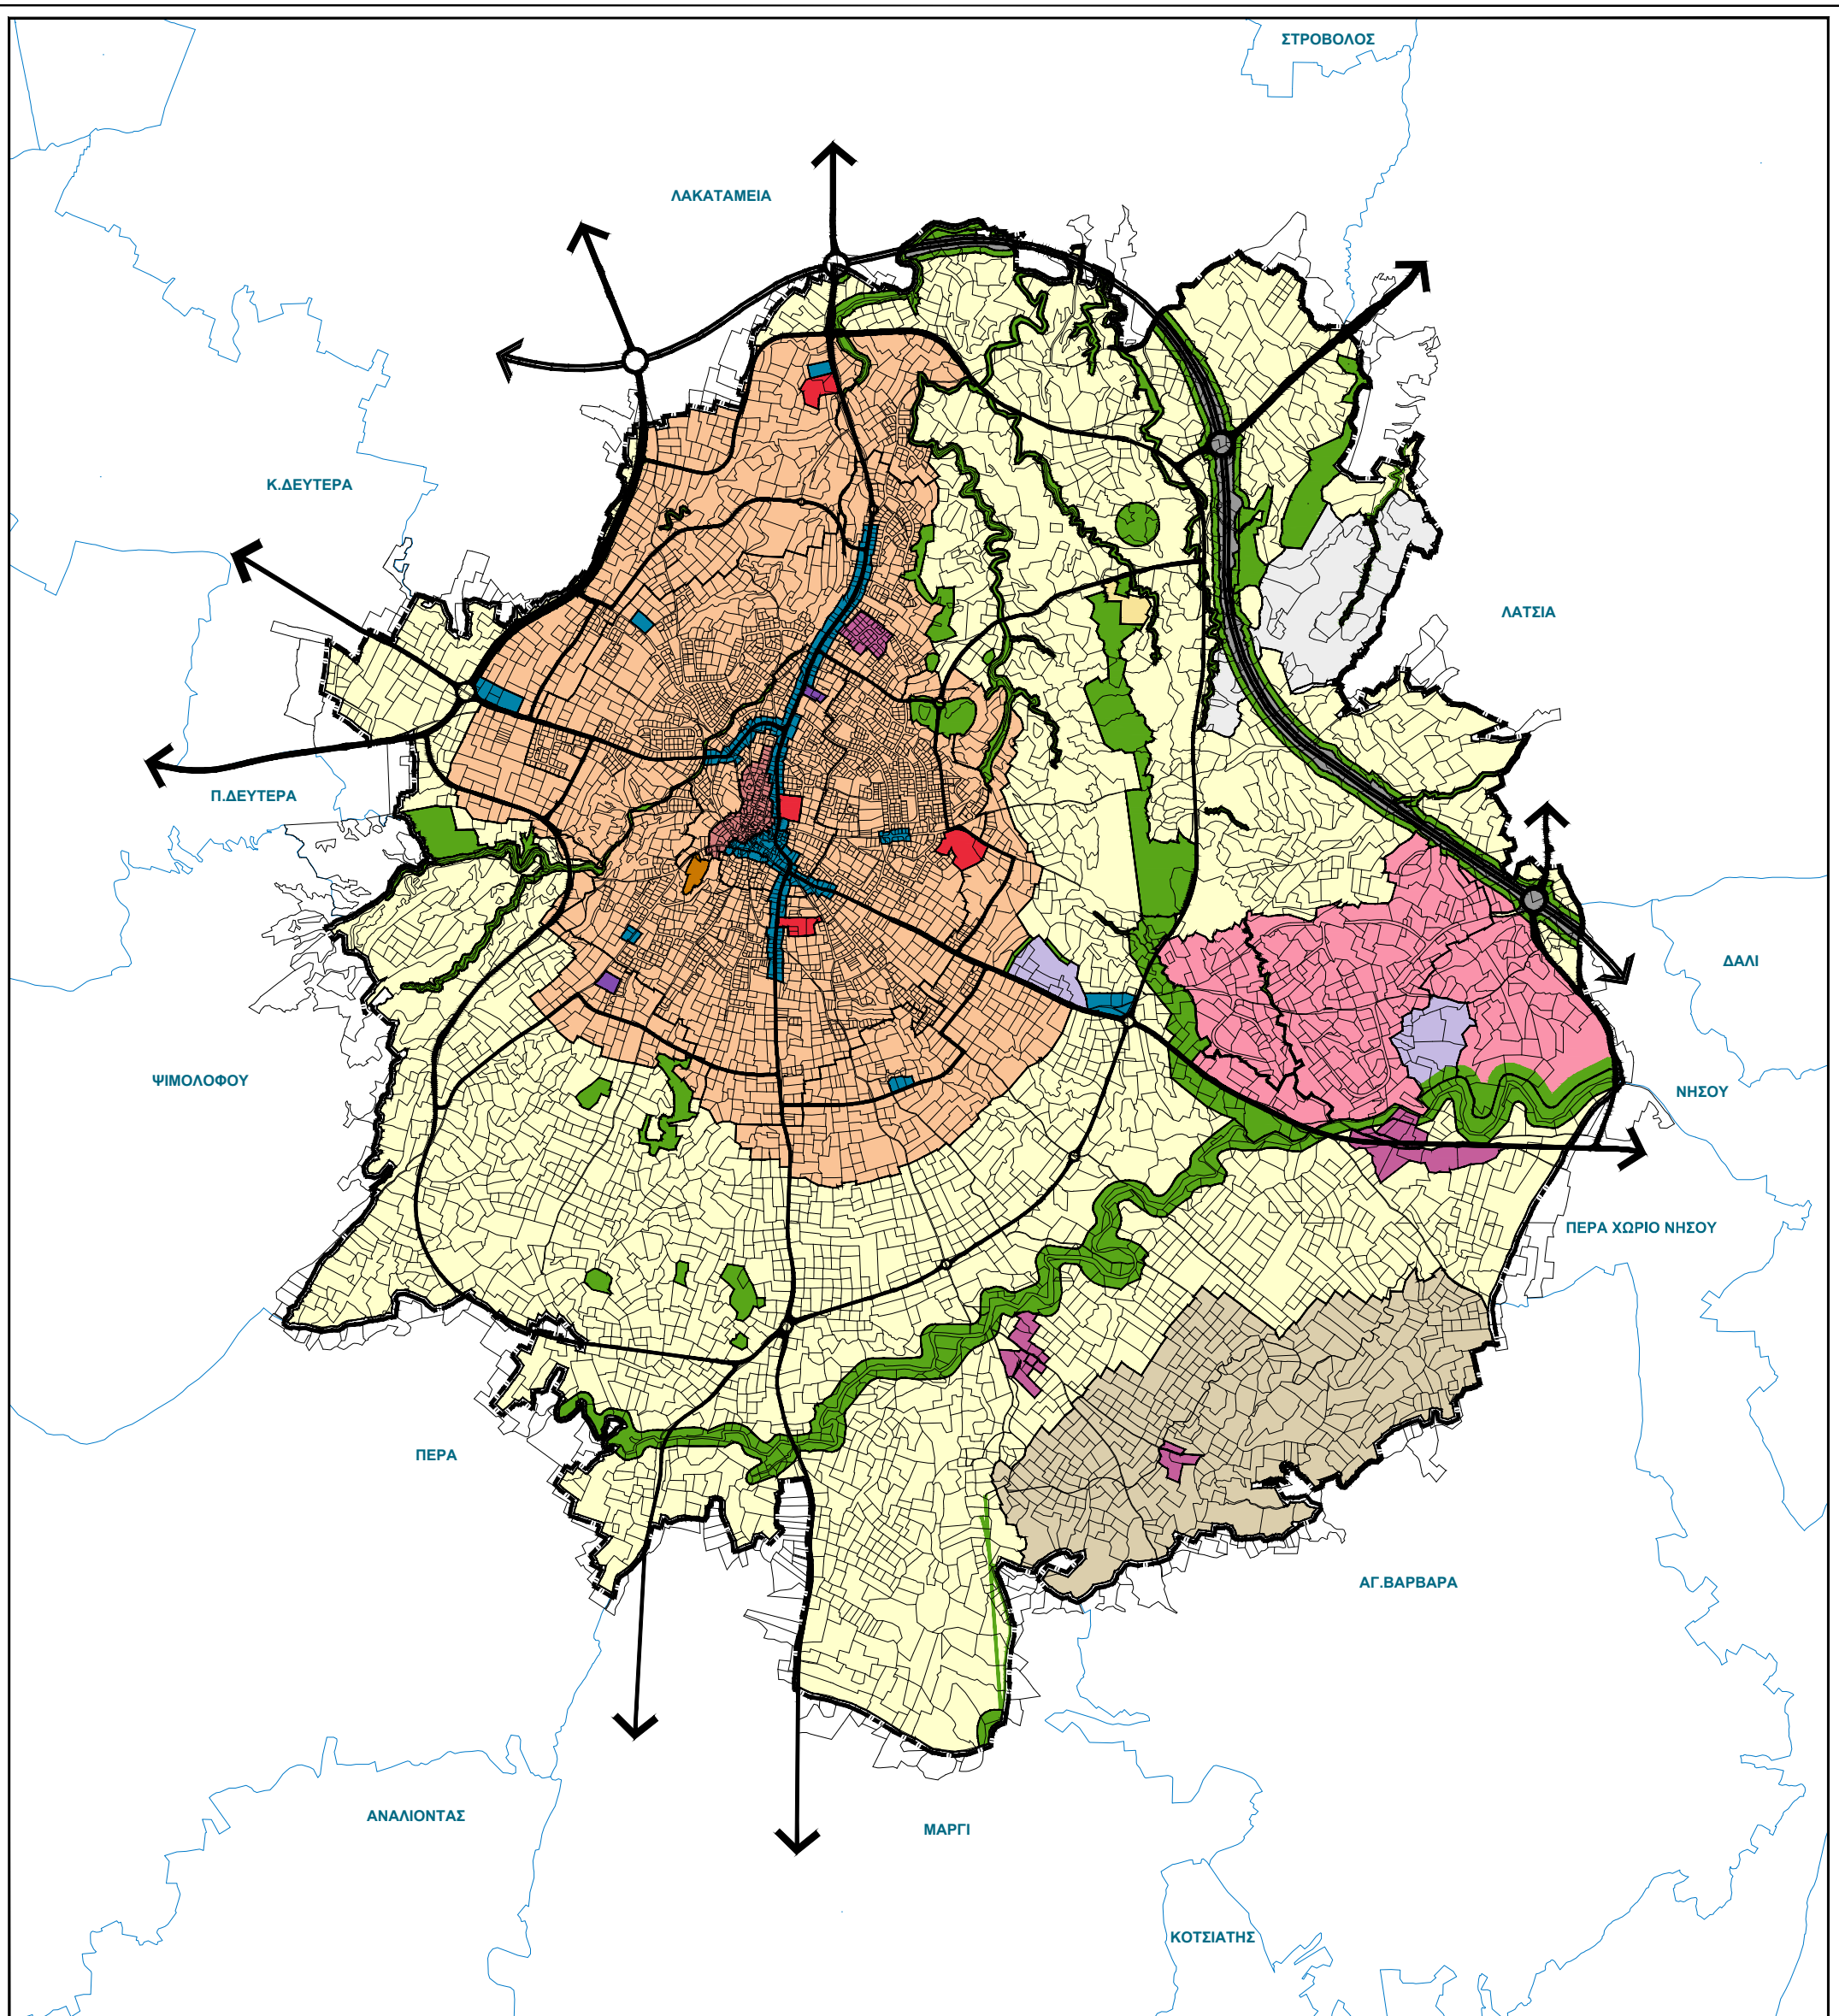 ΣΤΡΟΒΟΛΟΣ
ΛΑΚΑΤΑΜΕΙΑ
Κ.ΔΕΥΤΕΡΑ
ΛΑΤΣΙΑ
Π.ΔΕΥΤΕΡΑ
ΔΑΛΙ
ΨΙΜΟΛΟΦΟΥ
ΝΗΣΟΥ
ΠΕΡΑ ΧΩΡΙΟ ΝΗΣΟΥ
ΠΕΡΑ
ΑΓ.ΒΑΡΒΑΡΑ
ΑΝΑΛΙΟΝΤΑΣ
ΜΑΡΓΙ
ΚΟΤΣΙΑΤΗΣ